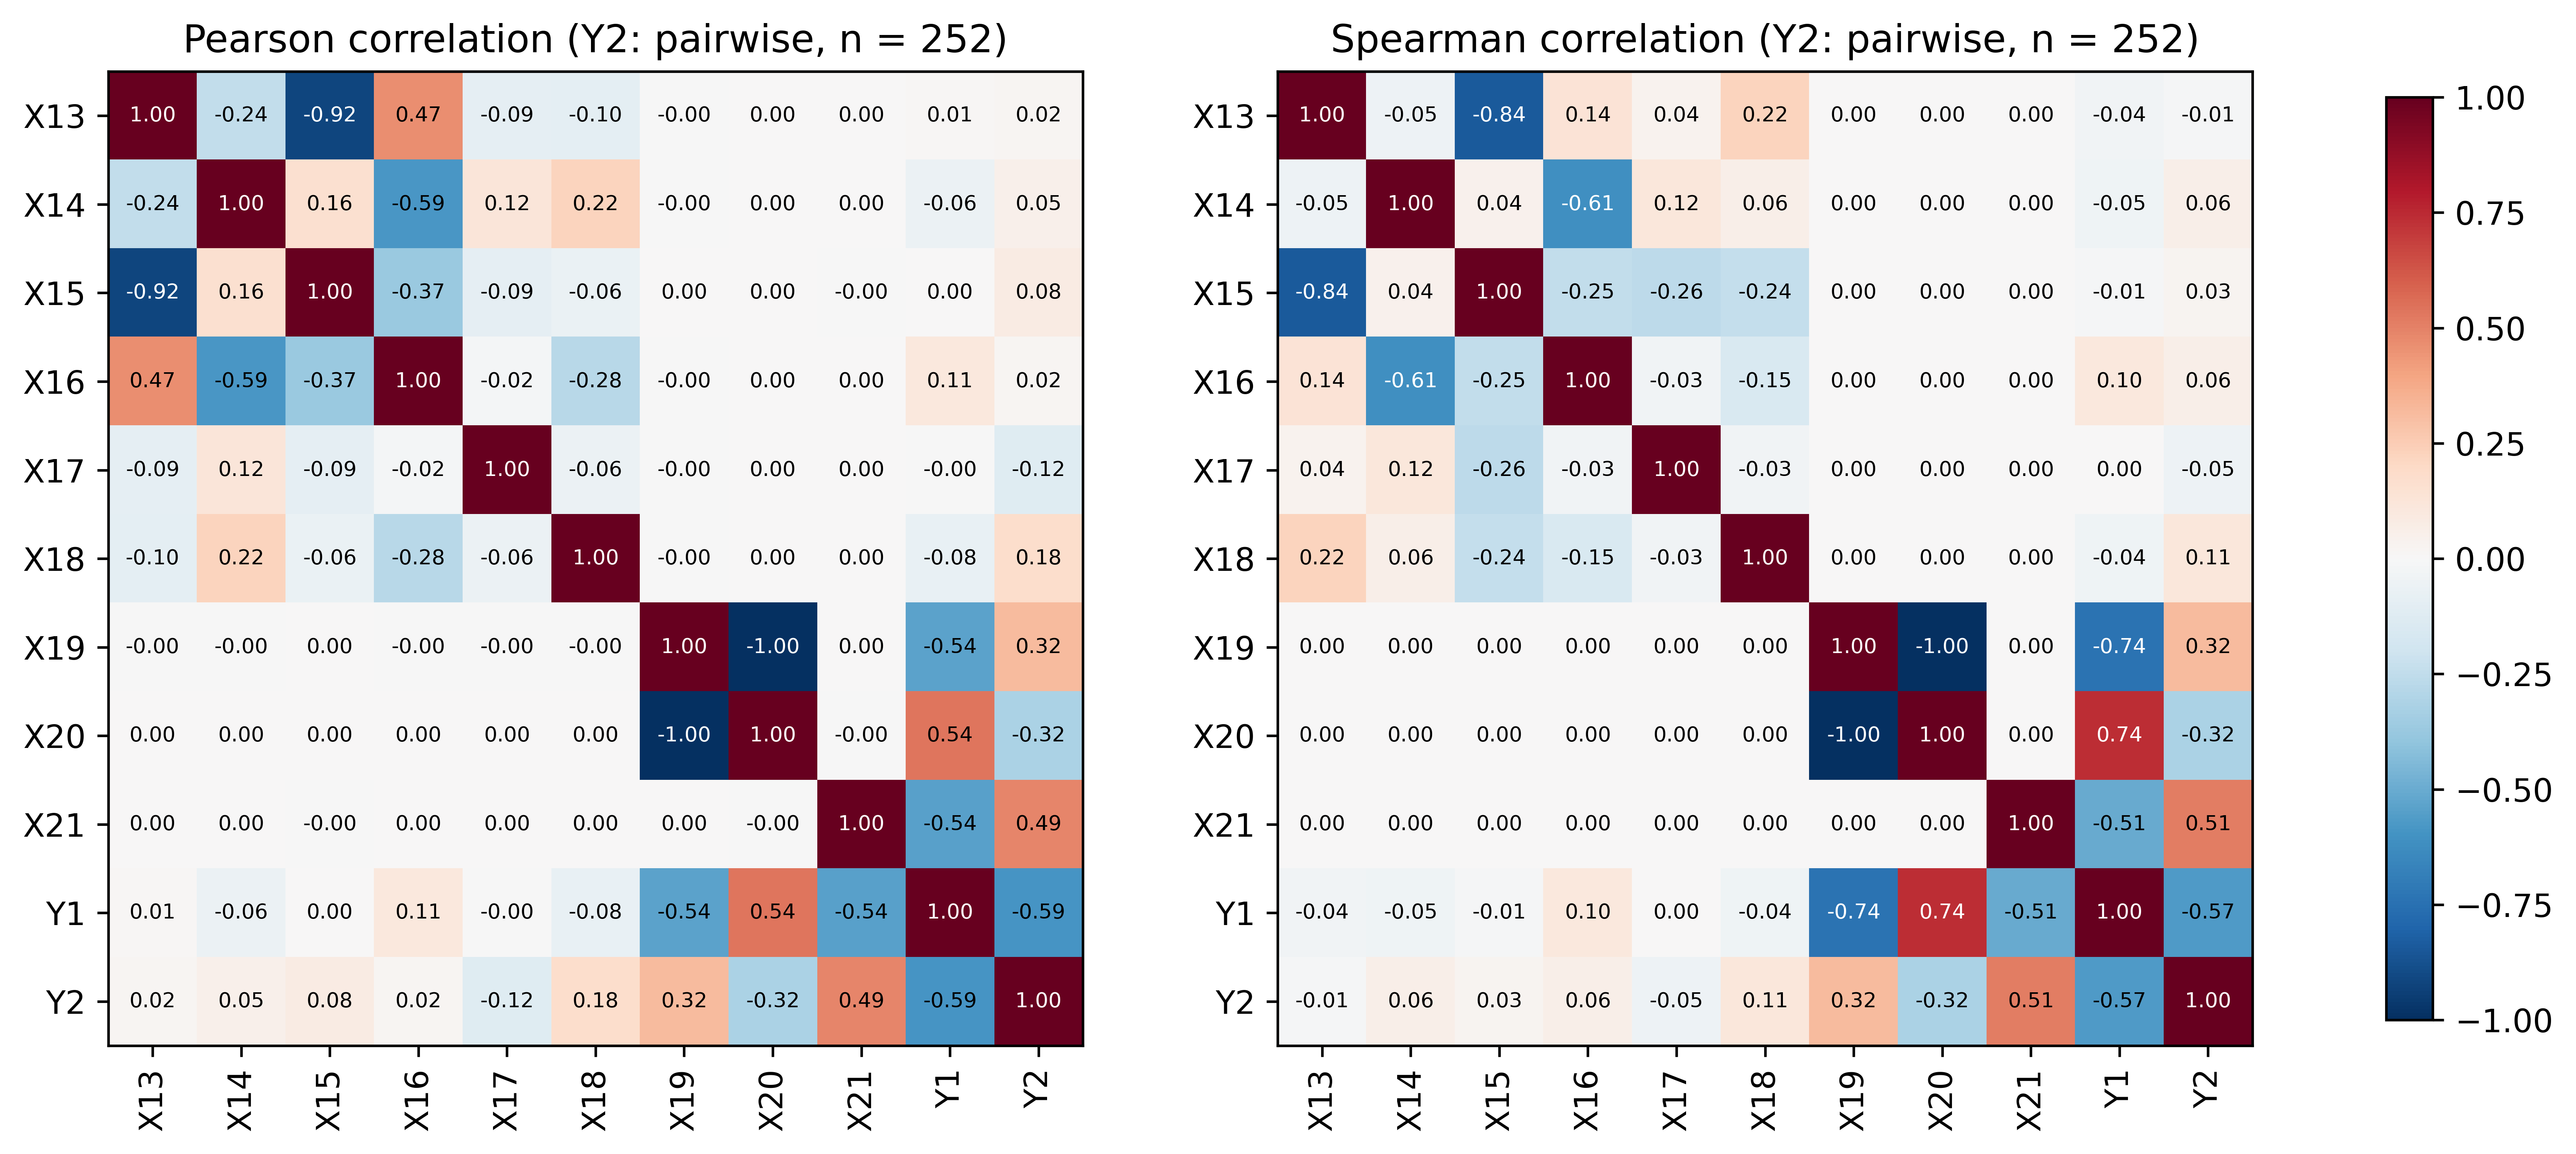 Pearson correlation (Y2: pairwise, n = 252)
X13 1.00 -0.24 -0.92 0.47 -0.09 -0.10 -0.00 0.00 0.00 0.01 0.02
X14 -0.24 1.00 0.16 -0.59 0.12 0.22 -0.00 0.00 0.00 -0.06 0.05
X15 -0.92 0.16 1.00 -0.37 -0.09 -0.06 0.00 0.00 -0.00 0.00 0.08
X16 0.47 -0.59 -0.37 1.00 -0.02 -0.28 -0.00 0.00 0.00 0.11 0.02
X17 -0.09 0.12 -0.09 -0.02 1.00 -0.06 -0.00 0.00 0.00 -0.00 -0.12
X18 -0.10 0.22 -0.06 -0.28 -0.06 1.00 -0.00 0.00 0.00 -0.08 0.18
X19 -0.00 -0.00 0.00 -0.00 -0.00 -0.00 1.00 -1.00 0.00 -0.54 0.32
X20 0.00 0.00 0.00 0.00 0.00 0.00 -1.00 1.00 -0.00 0.54 -0.32
X21 0.00 0.00 -0.00 0.00 0.00 0.00 0.00 -0.00 1.00 -0.54 0.49
Y1 0.01 -0.06 0.00 0.11 -0.00 -0.08 -0.54 0.54 -0.54 1.00 -0.59
Y2 0.02 0.05 0.08 0.02 -0.12 0.18 0.32 -0.32 0.49 -0.59 1.00
X13 X14 X15 X16 X17 X18 X19 X20 X21 Y1 Y2
Spearman correlation (Y2: pairwise, n = 252)
X13 1.00 -0.05 -0.84 0.14 0.04 0.22 0.00 0.00 0.00 -0.04 -0.01
X14 -0.05 1.00 0.04 -0.61 0.12 0.06 0.00 0.00 0.00 -0.05 0.06
X15 -0.84 0.04 1.00 -0.25 -0.26 -0.24 0.00 0.00 0.00 -0.01 0.03
X16 0.14 -0.61 -0.25 1.00 -0.03 -0.15 0.00 0.00 0.00 0.10 0.06
X17 0.04 0.12 -0.26 -0.03 1.00 -0.03 0.00 0.00 0.00 0.00 -0.05
X18 0.22 0.06 -0.24 -0.15 -0.03 1.00 0.00 0.00 0.00 -0.04 0.11
X19 0.00 0.00 0.00 0.00 0.00 0.00 1.00 -1.00 0.00 -0.74 0.32
X20 0.00 0.00 0.00 0.00 0.00 0.00 -1.00 1.00 0.00 0.74 -0.32
X21 0.00 0.00 0.00 0.00 0.00 0.00 0.00 0.00 1.00 -0.51 0.51
Y1 -0.04 -0.05 -0.01 0.10 0.00 -0.04 -0.74 0.74 -0.51 1.00 -0.57
Y2 -0.01 0.06 0.03 0.06 -0.05 0.11 0.32 -0.32 0.51 -0.57 1.00
X13 X14 X15 X16 X17 X18 X19 X20 X21 Y1 Y2
1.00
0.75
0.50
0.25
0.00
−0.25
−0.50
−0.75
−1.00